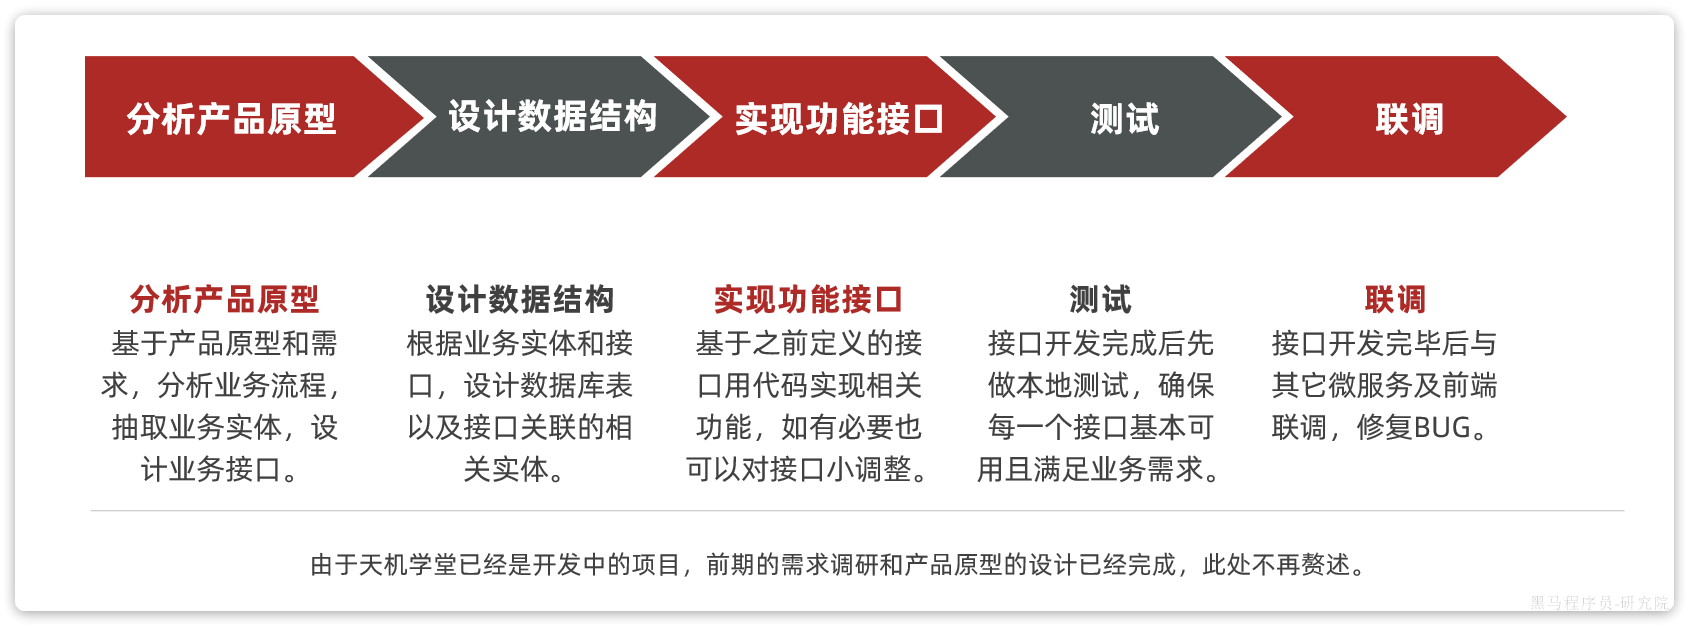 分析产品原型
设计数据结构
实现功能接口
测试
联调
分析产品原型
基于产品原型和需
求，分析业务流程，
抽取业务实体，设
计业务接口。
设计数据结构
根据业务实体和接
口，设计数据库表
以及接口关联的相
关实体。
实现功能接口
基于之前定义的接
口用代码实现相关
功能，如有必要也
可以对接口小调整。
测试
接口开发完成后先
做本地测试，确保
每一个接口基本可
用且满足业务需求。
联调
接口开发完毕后与
其它微服务及前端
联调，修复BUG。
由于天机学堂已经是开发中的项目，前期的需求调研和产品原型的设计已经完成，此处不再赘述。
黑马程序员-研究院